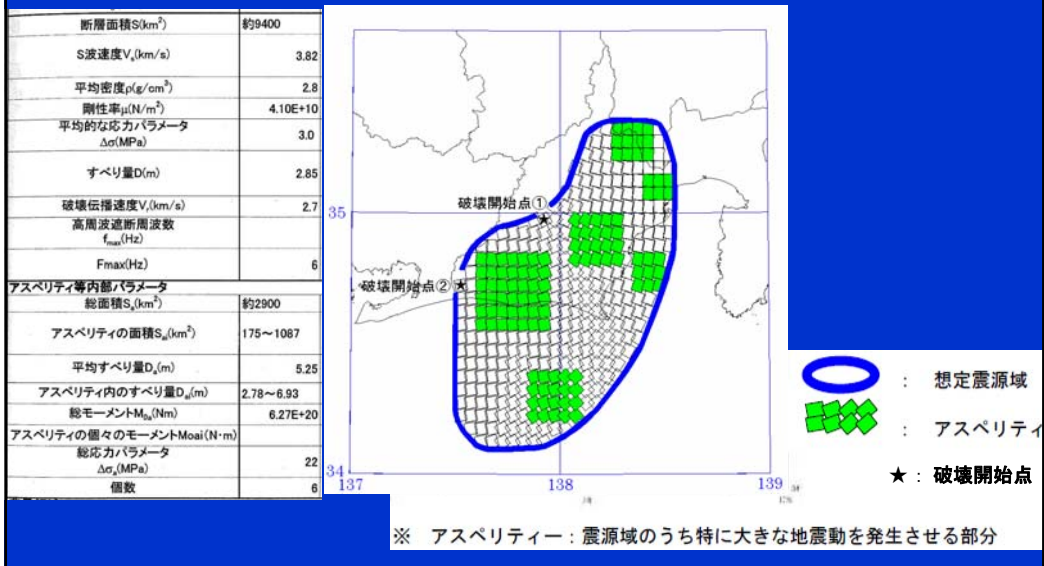 断層面積S(km²) 約9400
S波速度Vs(km/s) 3.82
平均密度ρ(g/cm³) 2.8
剛性率μ(N/m²) 4.10E+10
平均的な応力パラメータ
Δσ(MPa) 3.0
すべり量D(m) 2.85
破壊伝播速度Vr(km/s) 2.7
高周波遮断周波数
fmax(Hz)
Fmax(Hz) 6
アスペリティ等内部パラメータ
総面積Sa(km²) 約2900
アスペリティの面積Sai(km²) 175～1087
平均すべり量Da(m) 5.25
アスペリティ内のすべり量Dai(m) 2.78～6.93
総モーメントM0a(Nm) 6.27E+20
アスペリティの個々のモーメントMoai(N・m)
総応力パラメータ
Δσa(MPa) 22
個数 6
破壊開始点①
35
破壊開始点②
34
137 138 139
： 想定震源域
： アスペリティ
★： 破壊開始点
※ アスペリティー：震源域のうち特に大きな地震動を発生させる部分